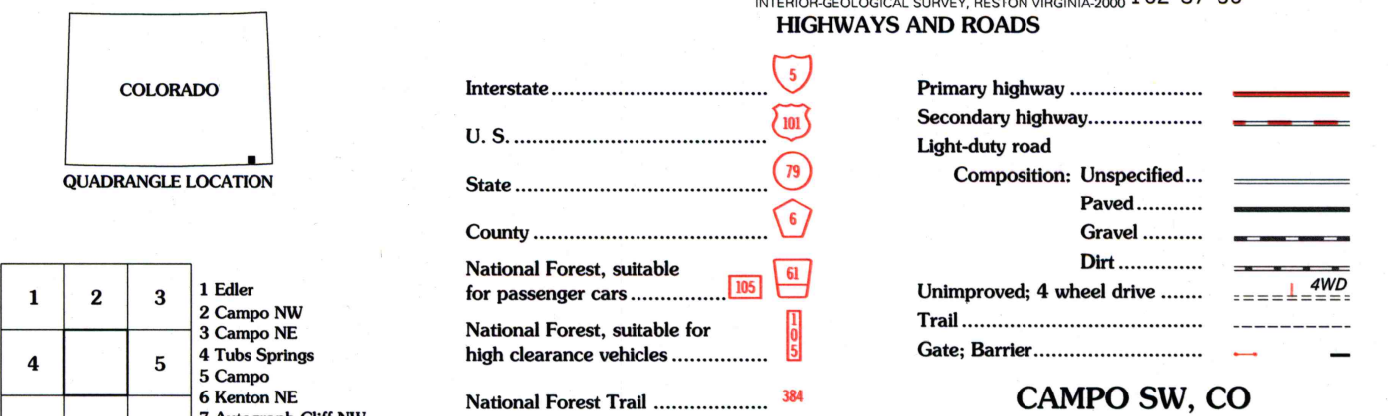 INTERIOR-GEOLOGICAL SURVEY, RESTON VIRGINIA-2000
HIGHWAYS AND ROADS
COLORADO
QUADRANGLE LOCATION
Interstate 5
U. S. 101
State 79
County 6
National Forest, suitable
for passenger cars 105 61
National Forest, suitable for
high clearance vehicles 105
National Forest Trail 384
Primary highway
Secondary highway
Light-duty road
Composition: Unspecified
Paved
Gravel
Dirt
Unimproved; 4 wheel drive 4WD
Trail
Gate; Barrier
CAMPO SW, CO
1 2 3
4 5
1 Edler
2 Campo NW
3 Campo NE
4 Tubs Springs
5 Campo
6 Kenton NE